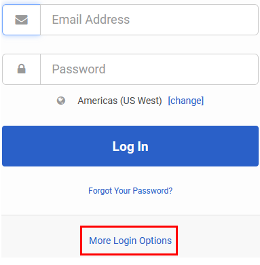 Email Address
Password
Americas (US West) [change]
Log In
Forgot Your Password?
More Login Options